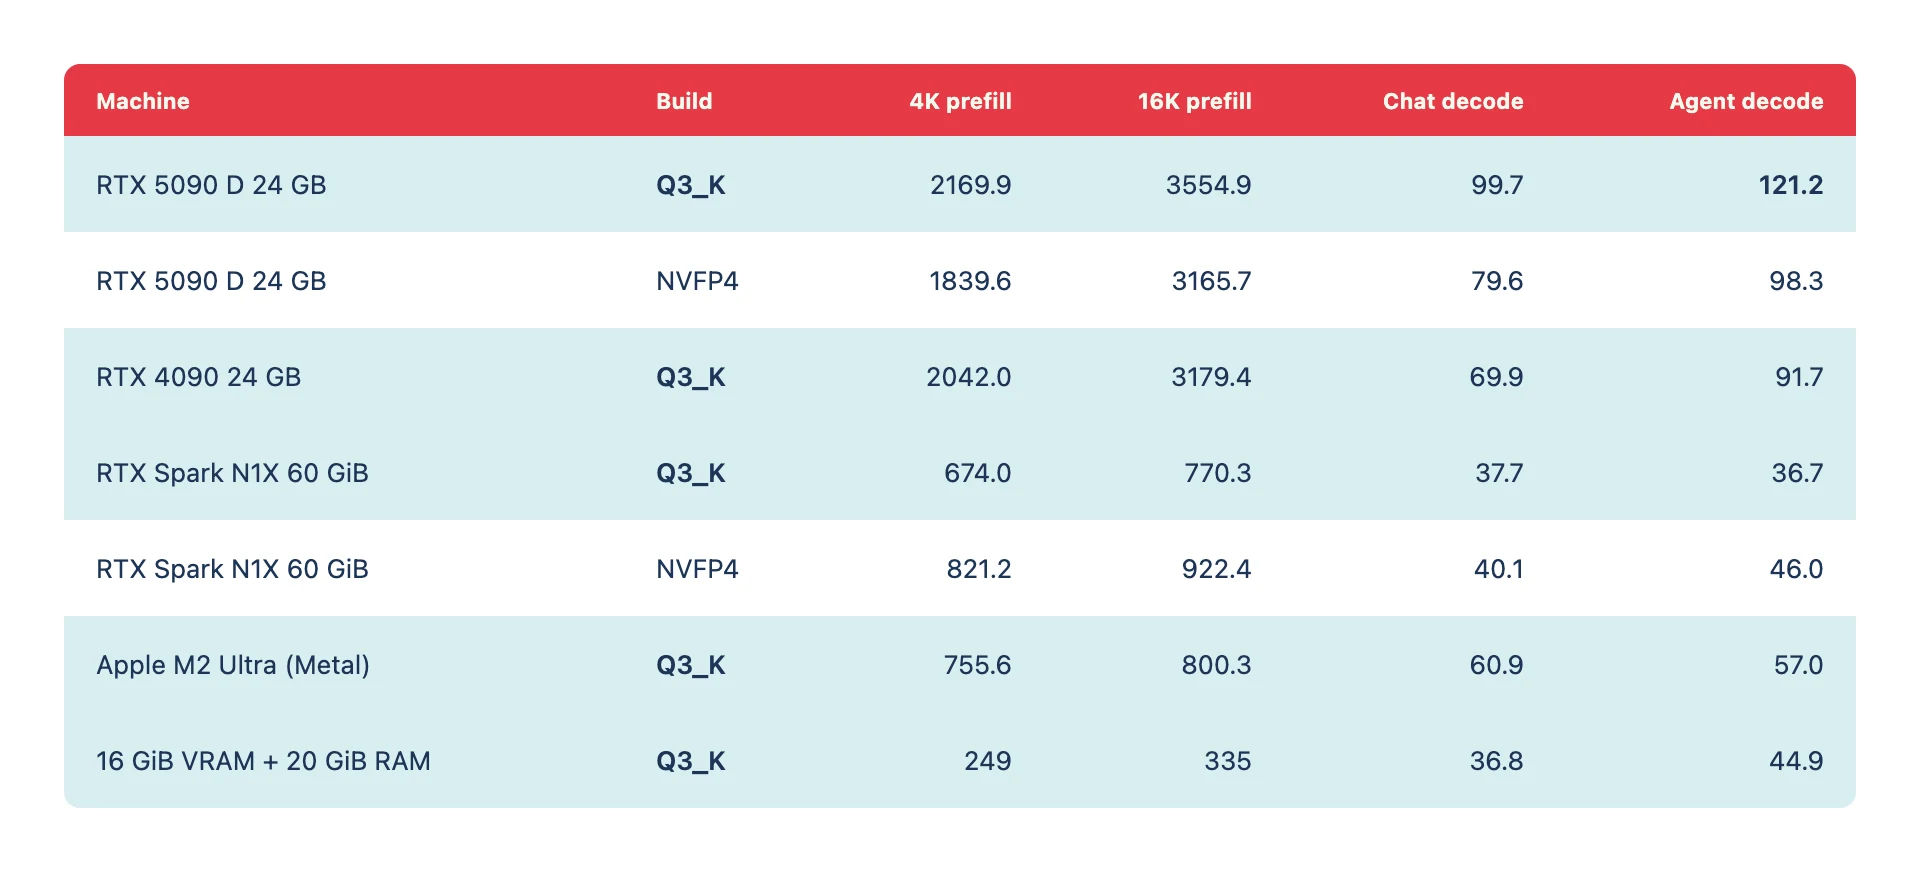 Machine Build 4K prefill 16K prefill Chat decode Agent decode
RTX 5090 D 24 GB Q3_K 2169.9 3554.9 99.7 121.2
RTX 5090 D 24 GB NVFP4 1839.6 3165.7 79.6 98.3
RTX 4090 24 GB Q3_K 2042.0 3179.4 69.9 91.7
RTX Spark N1X 60 GiB Q3_K 674.0 770.3 37.7 36.7
RTX Spark N1X 60 GiB NVFP4 821.2 922.4 40.1 46.0
Apple M2 Ultra (Metal) Q3_K 755.6 800.3 60.9 57.0
16 GiB VRAM + 20 GiB RAM Q3_K 249 335 36.8 44.9